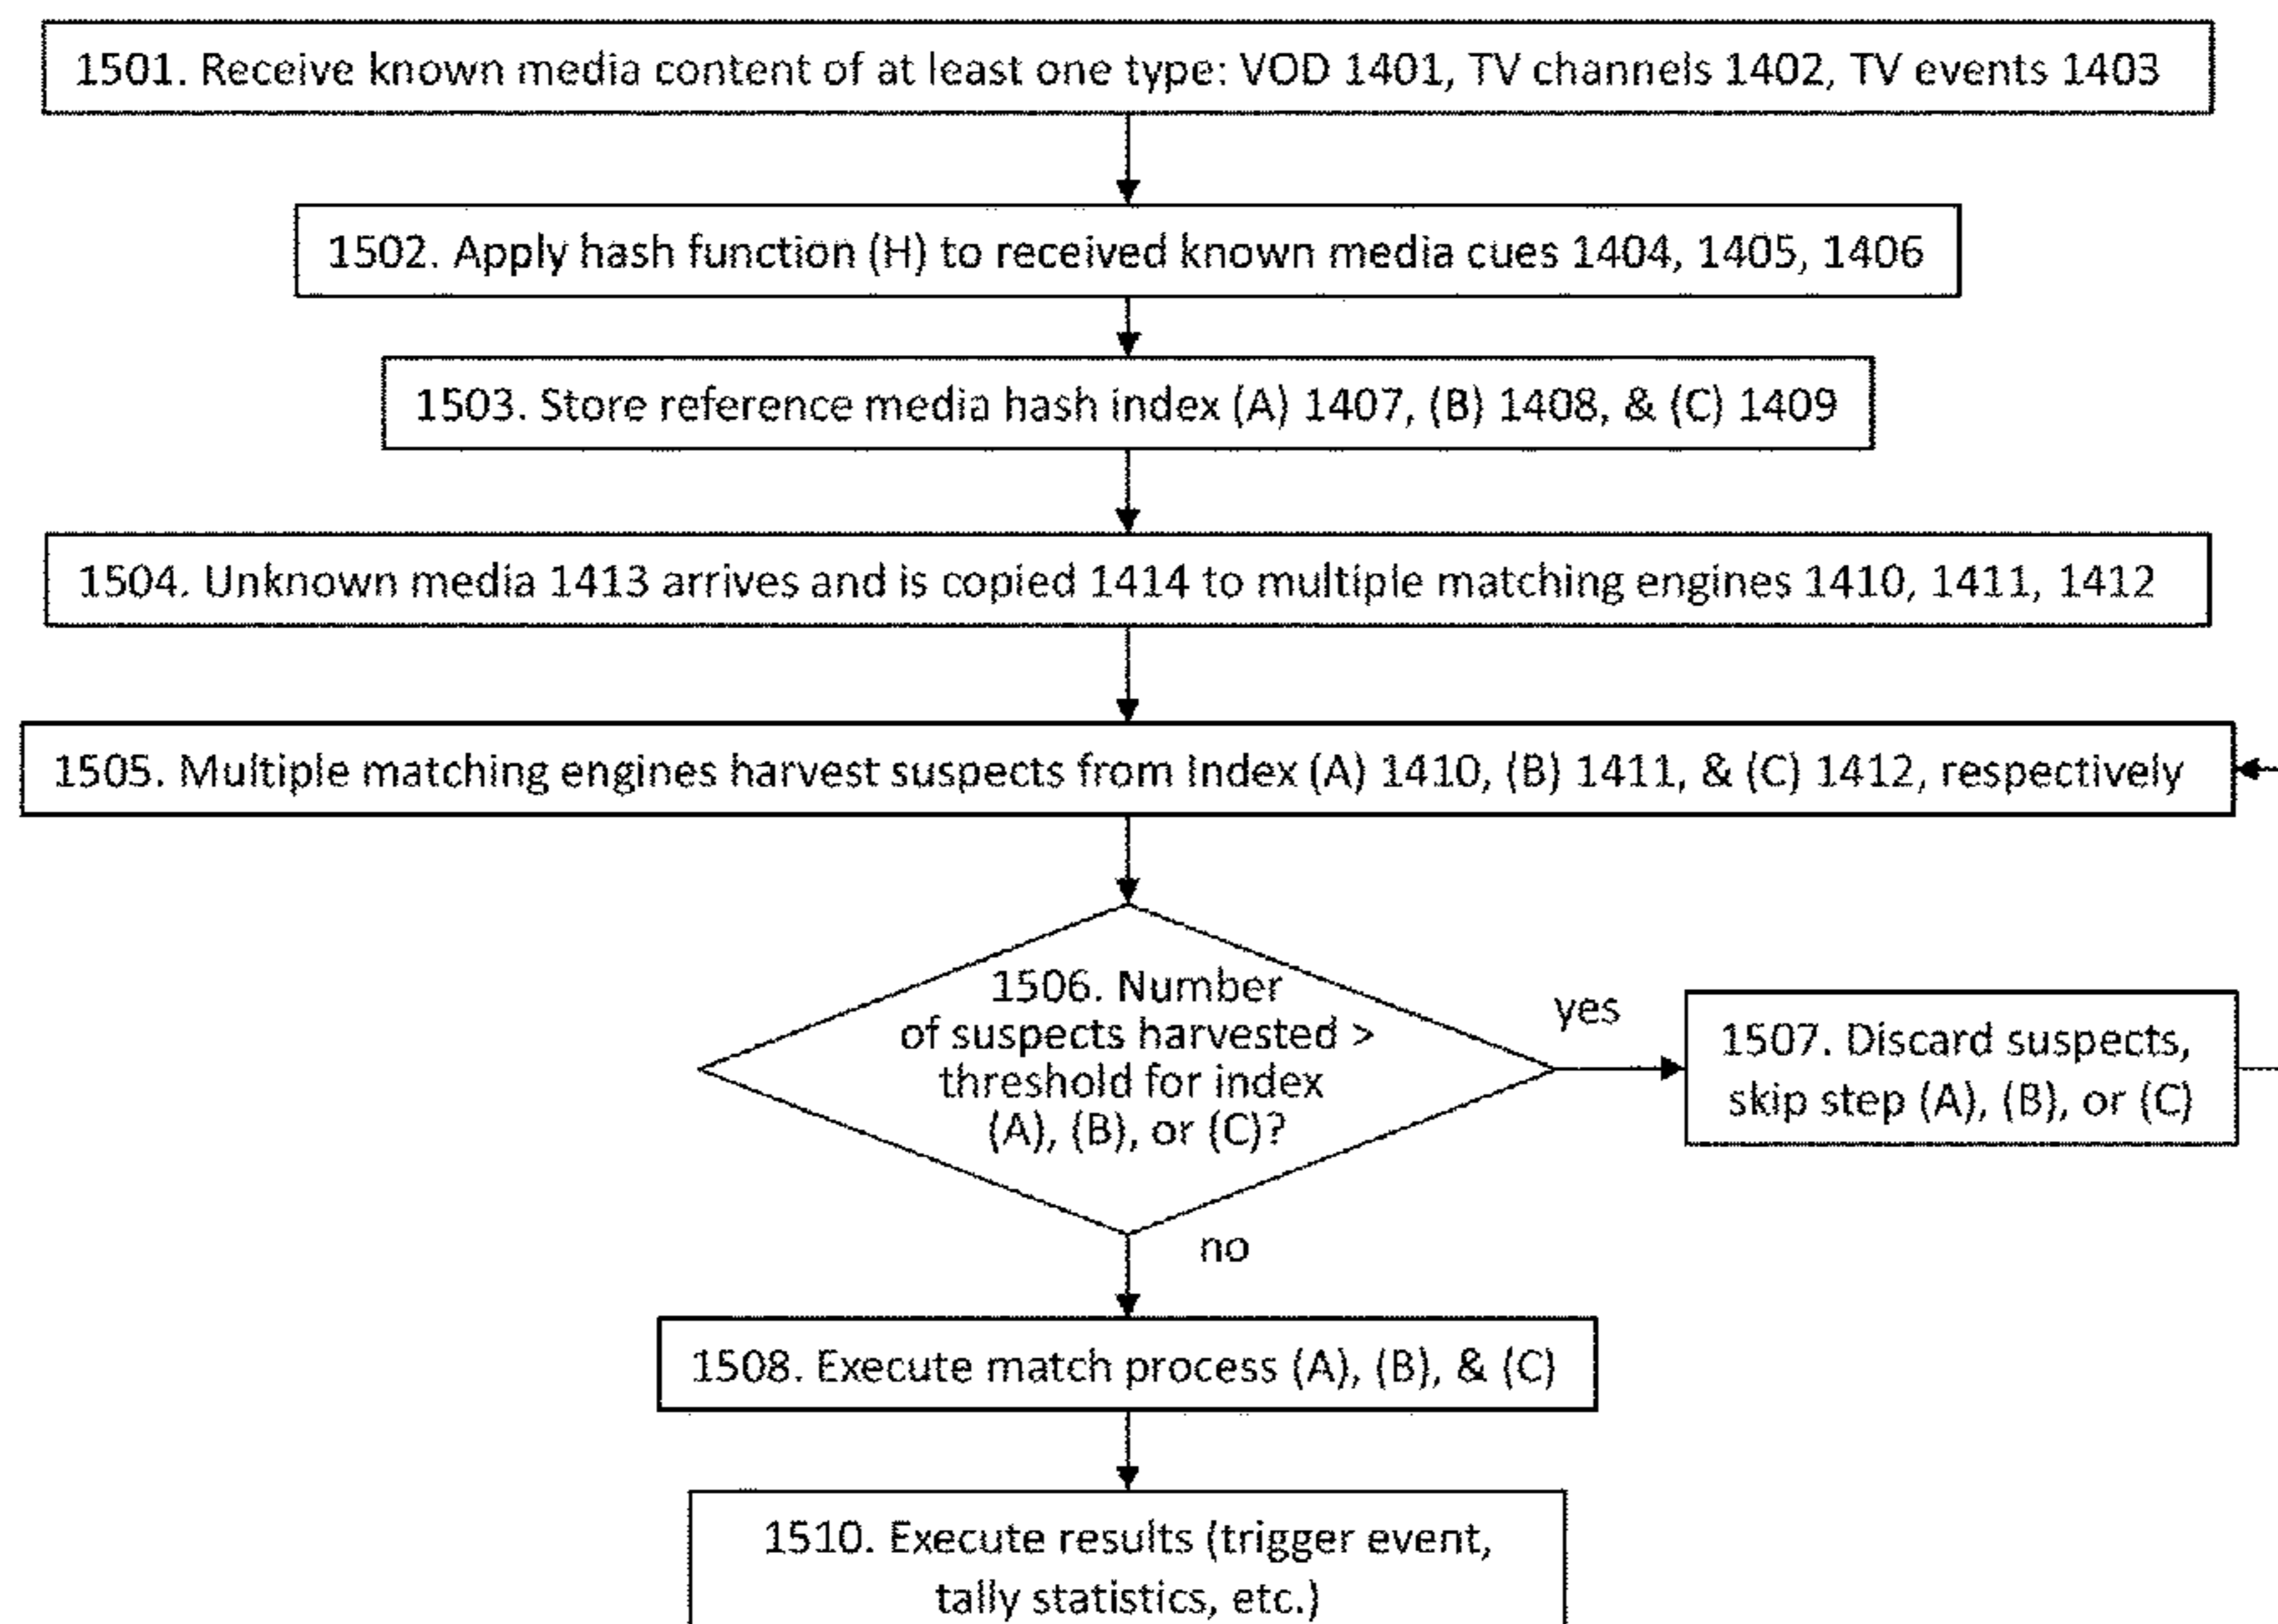 1501. Receive known media content of at least one type: VOD 1401, TV channels 1402, TV events 1403
1502. Apply hash function (H) to received known media cues 1404, 1405, 1406
1503. Store reference media hash index (A) 1407, (B) 1408, & (C) 1409
1504. Unknown media 1413 arrives and is copied 1414 to multiple matching engines 1410, 1411, 1412
1505. Multiple matching engines harvest suspects from Index (A) 1410, (B) 1411, & (C) 1412, respectively
1506. Number
of suspects harvested >
threshold for index
(A), (B), or (C)?
yes
1507. Discard suspects,
skip step (A), (B), or (C)
no
1508. Execute match process (A), (B), & (C)
1510. Execute results (trigger event,
tally statistics, etc.)